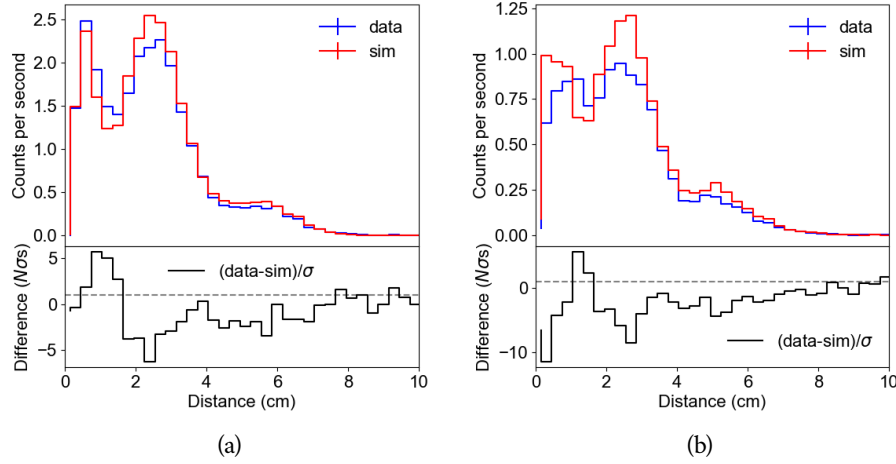 2.5
2.0
1.5
1.0
0.5
0.0
Counts per second
data
sim
5
0
−5
Difference (Nσs)
(data-sim)/σ
0 2 4 6 8 10
Distance (cm)
(a)
1.25
1.00
0.75
0.50
0.25
0.00
Counts per second
data
sim
0
−10
Difference (Nσs)
(data-sim)/σ
0 2 4 6 8 10
Distance (cm)
(b)